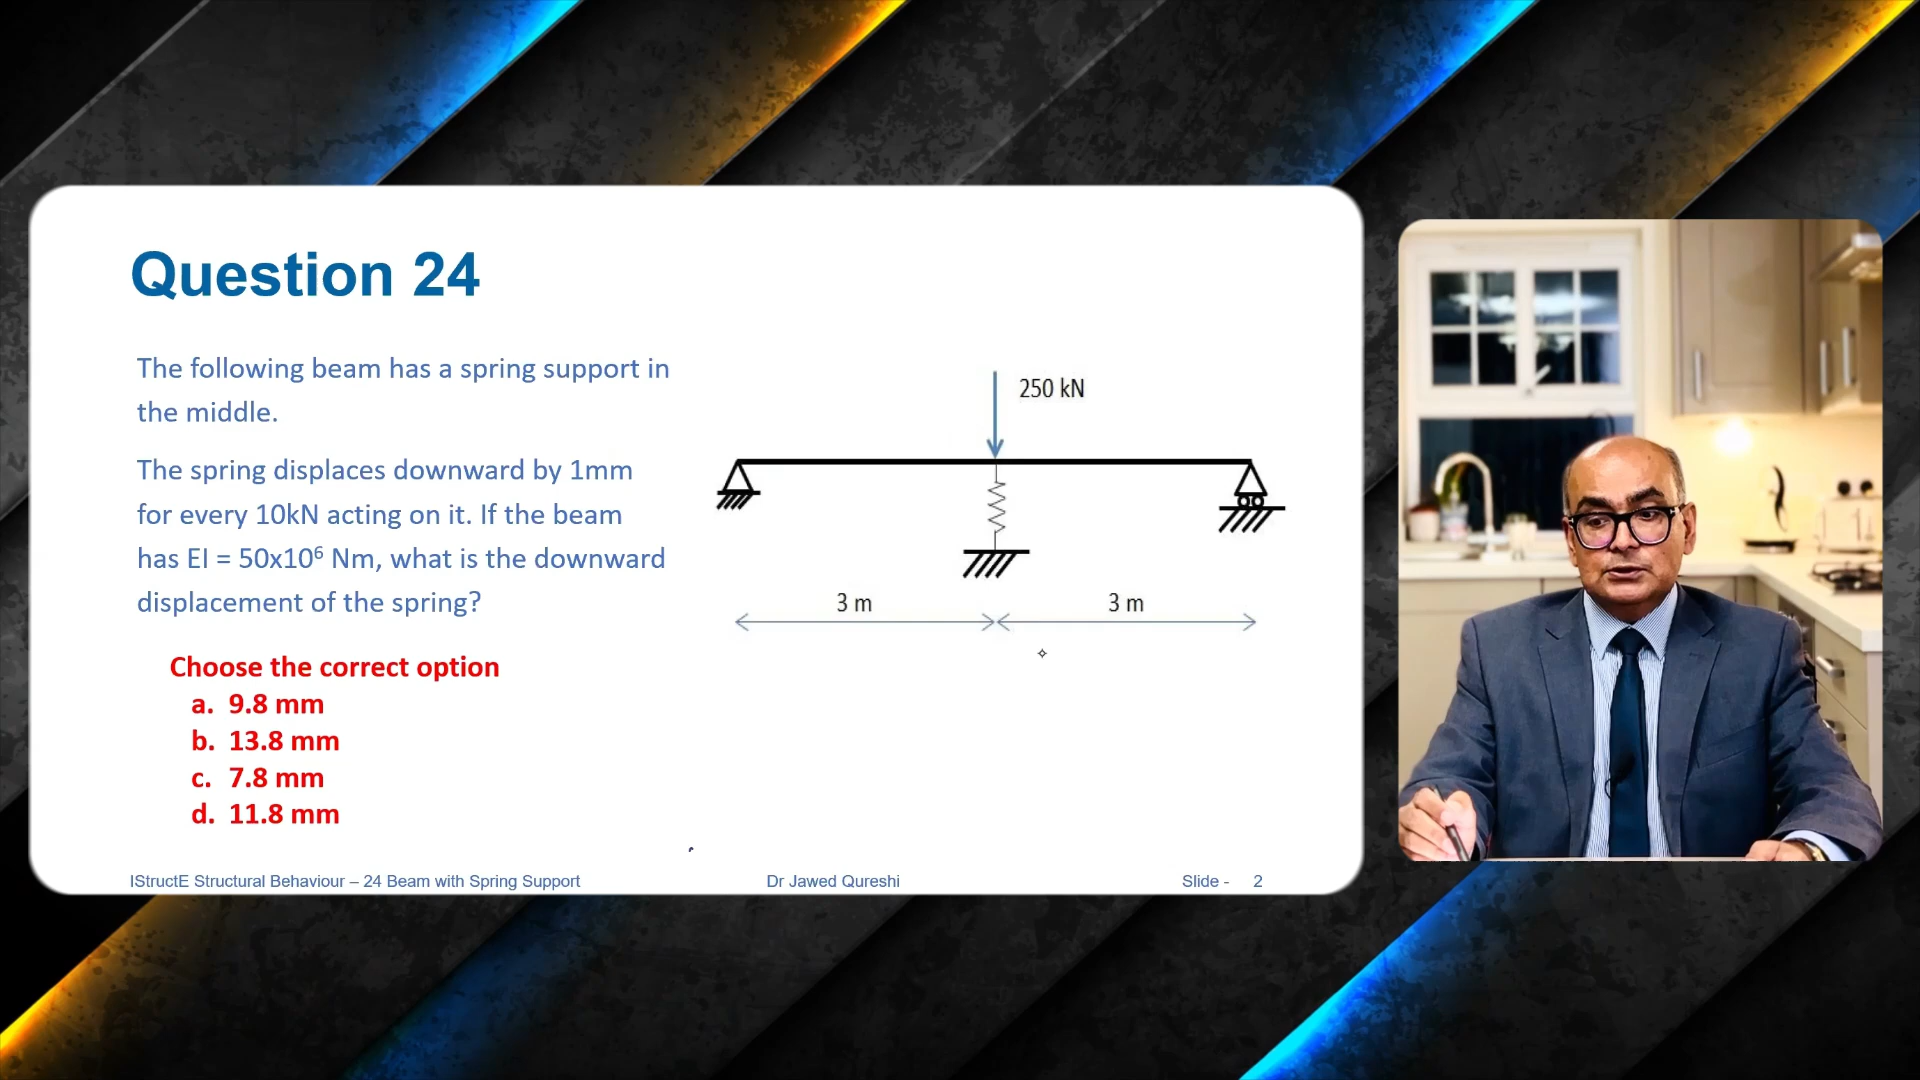 Question 24
The following beam has a spring support in
the middle.
The spring displaces downward by 1mm
for every 10kN acting on it. If the beam
has EI = 50x10⁶ Nm, what is the downward
displacement of the spring?
Choose the correct option
a. 9.8 mm
b. 13.8 mm
c. 7.8 mm
d. 11.8 mm
250 kN
3 m
3 m
IStructE Structural Behaviour – 24 Beam with Spring Support
Dr Jawed Qureshi
Slide - 2